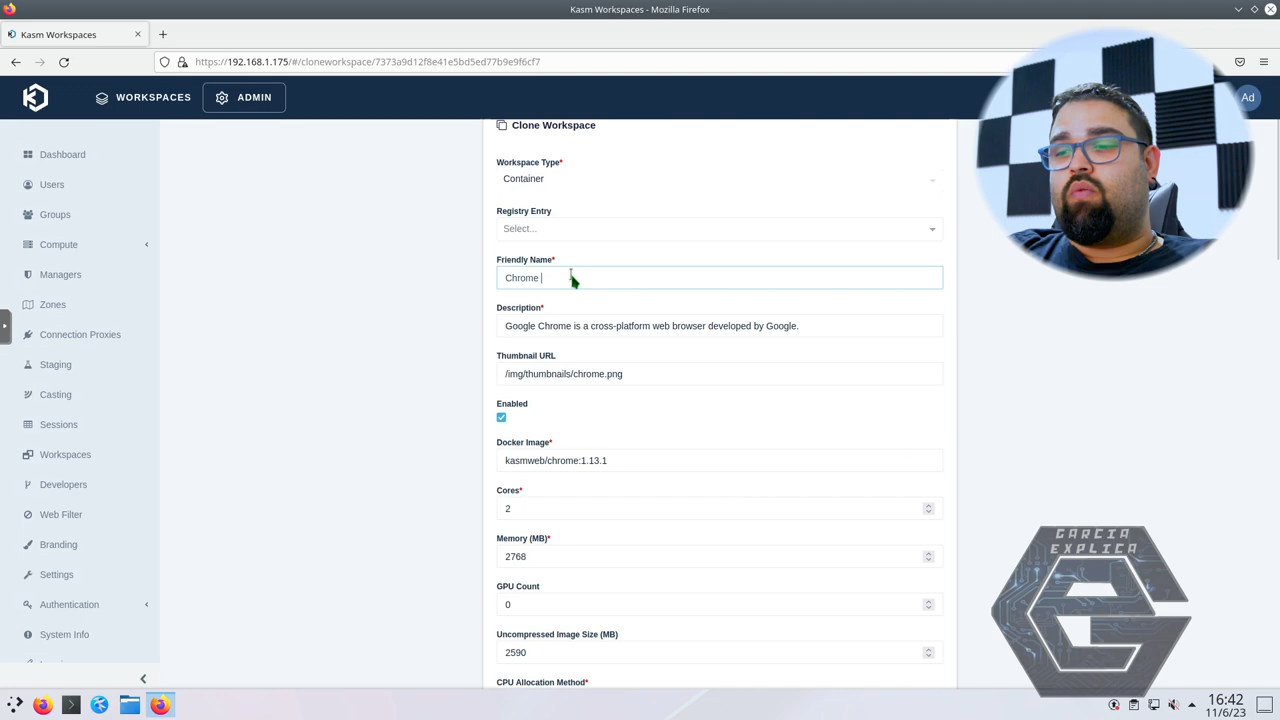 Kasm Workspaces - Mozilla Firefox
Kasm Workspaces
https://192.168.1.175/#/cloneworkspace/7373a9d12f8e41e5bd5ed77b9e9f6cf7
WORKSPACES
ADMIN
Ad
Dashboard
Users
Groups
Compute
Managers
Zones
Connection Proxies
Staging
Casting
Sessions
Workspaces
Developers
Web Filter
Branding
Settings
Authentication
System Info
Clone Workspace
Workspace Type*
Container
Registry Entry
Select...
Friendly Name*
Chrome
Description*
Google Chrome is a cross-platform web browser developed by Google.
Thumbnail URL
/img/thumbnails/chrome.png
Enabled
Docker Image*
kasmweb/chrome:1.13.1
Cores*
2
Memory (MB)*
2768
GPU Count
0
Uncompressed Image Size (MB)
2590
CPU Allocation Method*
GARCIA
EXPLICA
16:42
11/6/23